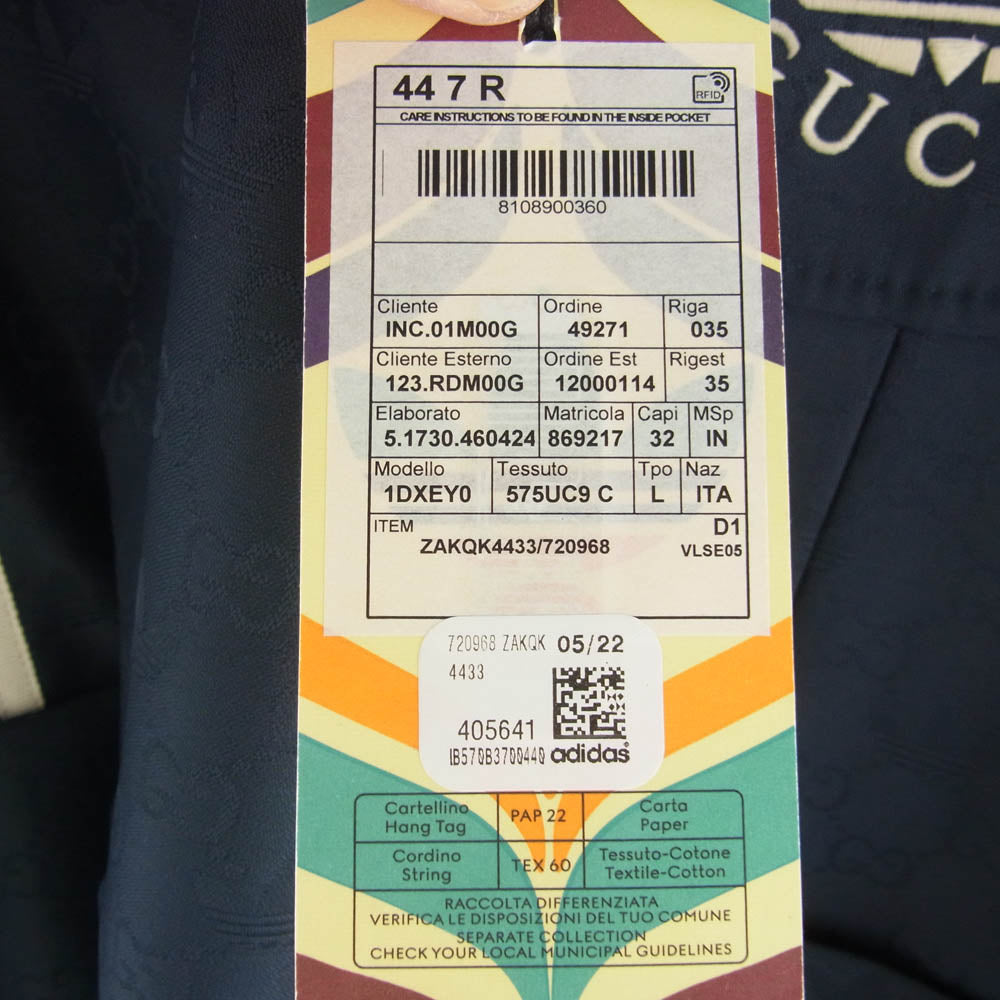 44 7 R
RFID
CARE INSTRUCTIONS TO BE FOUND IN THE INSIDE POCKET
8108900360
Cliente Ordine Riga
INC.01M00G 49271 035
Cliente Esterno Ordine Est Rigest
123.RDM00G 12000114 35
Elaborato Matricola Capi MSp
5.1730.460424 869217 32 IN
Modello Tessuto Tpo Naz
1DXEY0 575UC9 C L ITA
ITEM D1
ZAKQK4433/720968 VLSE05
720968 ZAKQK 05/22
4433
405641
IB570B3700440 adidas
Cartellino PAP 22 Carta
Hang Tag Paper
Cordino TEX 60 Tessuto-Cotone
String Textile-Cotton
RACCOLTA DIFFERENZIATA
VERIFICA LE DISPOSIZIONI DEL TUO COMUNE
SEPARATE COLLECTION
CHECK YOUR LOCAL MUNICIPAL GUIDELINES
GUC